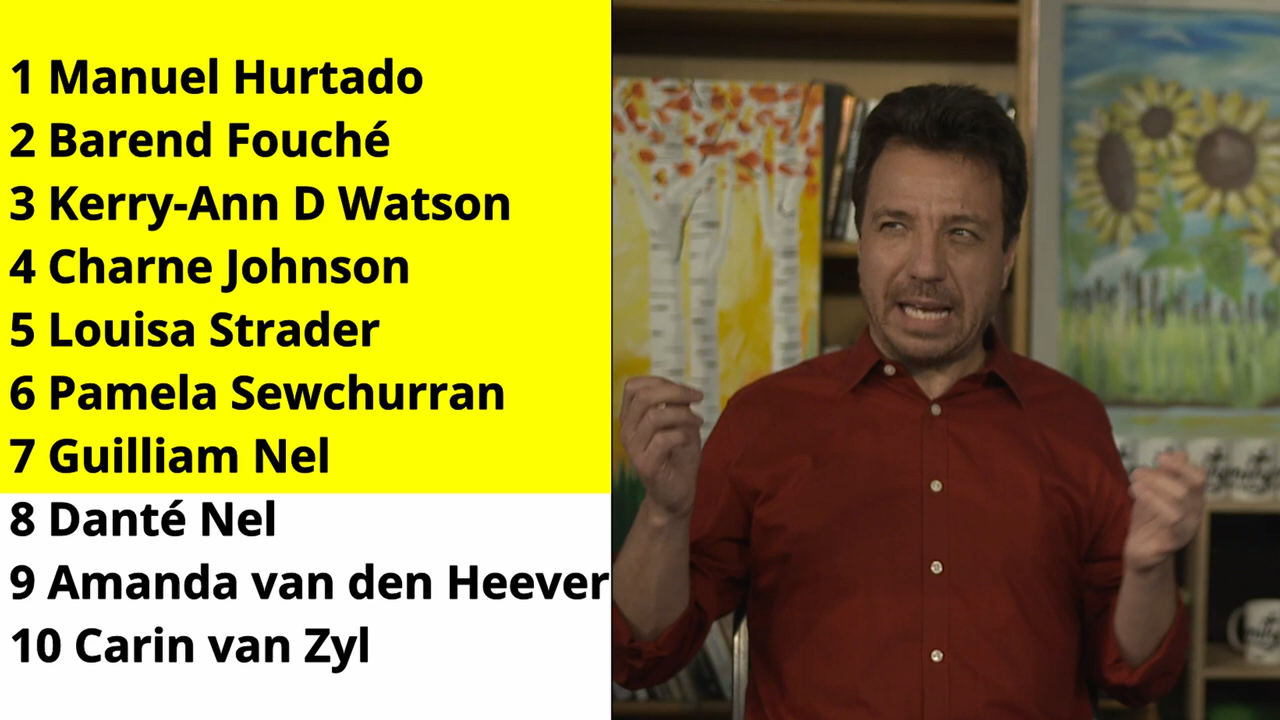 1 Manuel Hurtado
2 Barend Fouché
3 Kerry-Ann D Watson
4 Charne Johnson
5 Louisa Strader
6 Pamela Sewchurran
7 Guilliam Nel
8 Danté Nel
9 Amanda van den Heever
10 Carin van Zyl